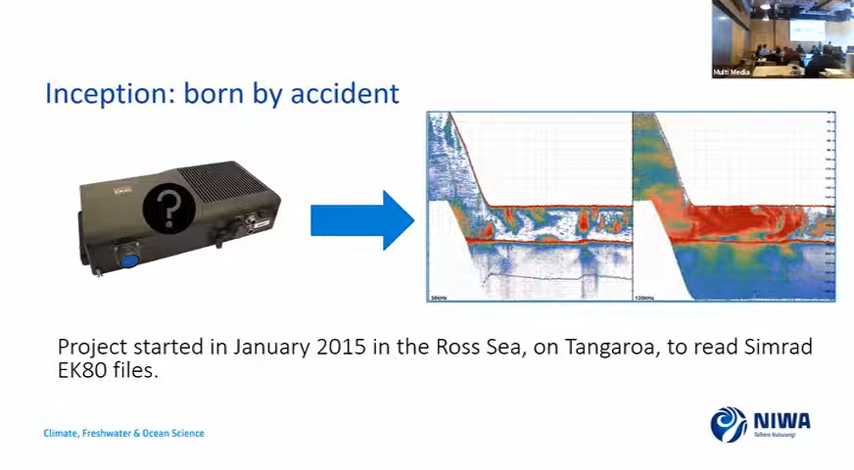 Multi Media
Inception: born by accident
?
38kHz
120kHz
Project started in January 2015 in the Ross Sea, on Tangaroa, to read Simrad
EK80 files.
Climate, Freshwater & Ocean Science
NIWA
Taihoro Nukurangi